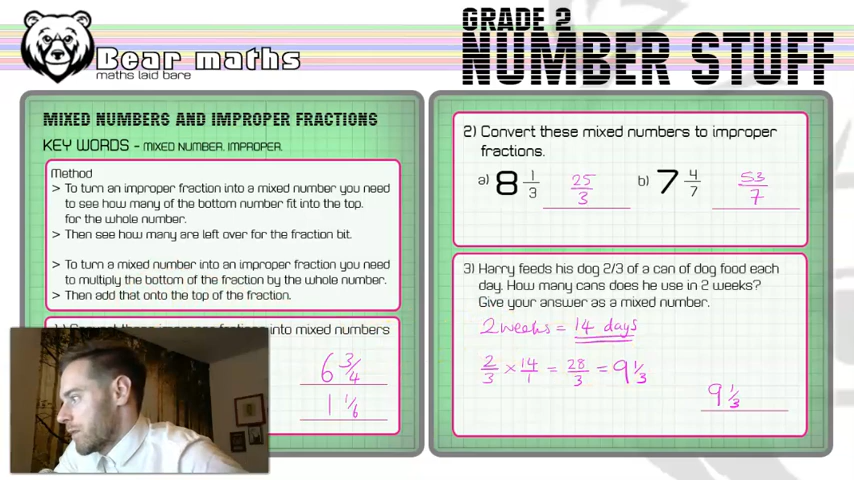 Bear maths
maths laid bare
GRADE 2
NUMBER STUFF
MIXED NUMBERS AND IMPROPER FRACTIONS
KEY WORDS - MIXED NUMBER. IMPROPER.
Method
> To turn an improper fraction into a mixed number you need
to see how many of the bottom number fit into the top.
for the whole number.
> Then see how many are left over for the fraction bit.
> To turn a mixed number into an improper fraction you need
to multiply the bottom of the fraction by the whole number.
> Then add that onto the top of the fraction.
into mixed numbers
6 3/4
1 1/6
2) Convert these mixed numbers to improper
fractions.
a) 8 1/3 25/3 b) 7 4/7 53/7
3) Harry feeds his dog 2/3 of a can of dog food each
day. How many cans does he use in 2 weeks?
Give your answer as a mixed number.
2 weeks = 14 days
2/3 × 14/1 = 28/3 = 9 1/3
9 1/3